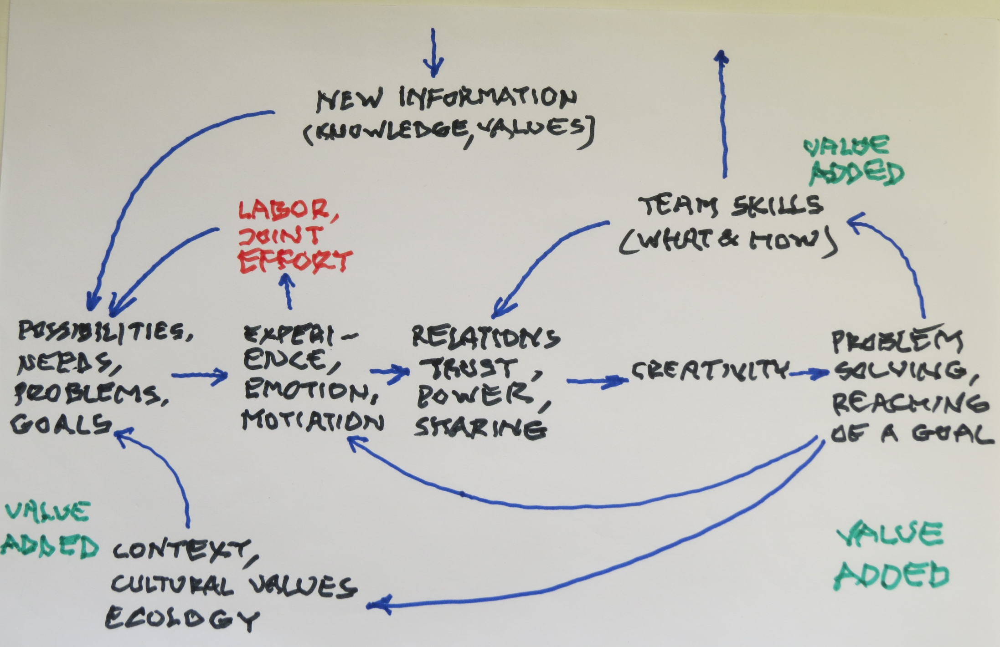 NEW INFORMATION
(KNOWLEDGE, VALUES)
VALUE
ADDED
LABOR,
JOINT
EFFORT
TEAM SKILLS
(WHAT & HOW)
POSSIBILITIES,
NEEDS,
PROBLEMS,
GOALS
EXPERI-
ENCE,
EMOTION,
MOTIATION
RELATIONS
TRUST,
POWER,
SHARING
CREATIVITY
PROBLEM
SOLVING,
REACHING
OF A GOAL
VALUE
ADDED
CONTEXT,
CULTURAL VALUES
ECOLOGY
VALUE
ADDED